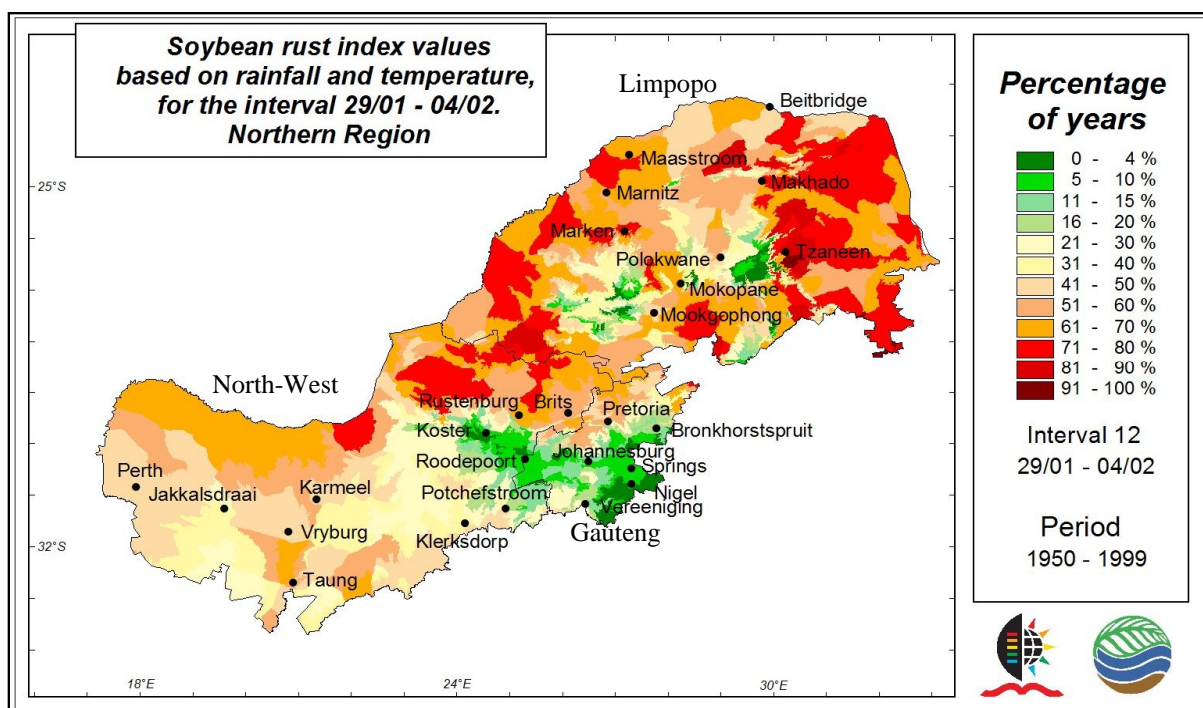 Soybean rust index values
based on rainfall and temperature,
for the interval 29/01 - 04/02.
Northern Region
Limpopo
Beitbridge
Maasstroom
25°S
Makhado
Marnitz
Marken
Tzaneen
Polokwane
Mokopane
Mookgophong
North-West
Rustenburg
Brits
Pretoria
Koster
Bronkhorstspruit
Johannesburg
Roodepoort
Springs
Perth
Karmeel
Jakkalsdraai
Potchefstroom
Nigel
Vereeniging
Vryburg
Klerksdorp
Gauteng
32°S
Taung
18°E
24°E
30°E
Percentage
of years
0 - 4 %
5 - 10 %
11 - 15 %
16 - 20 %
21 - 30 %
31 - 40 %
41 - 50 %
51 - 60 %
61 - 70 %
71 - 80 %
81 - 90 %
91 - 100 %
Interval 12
29/01 - 04/02
Period
1950 - 1999